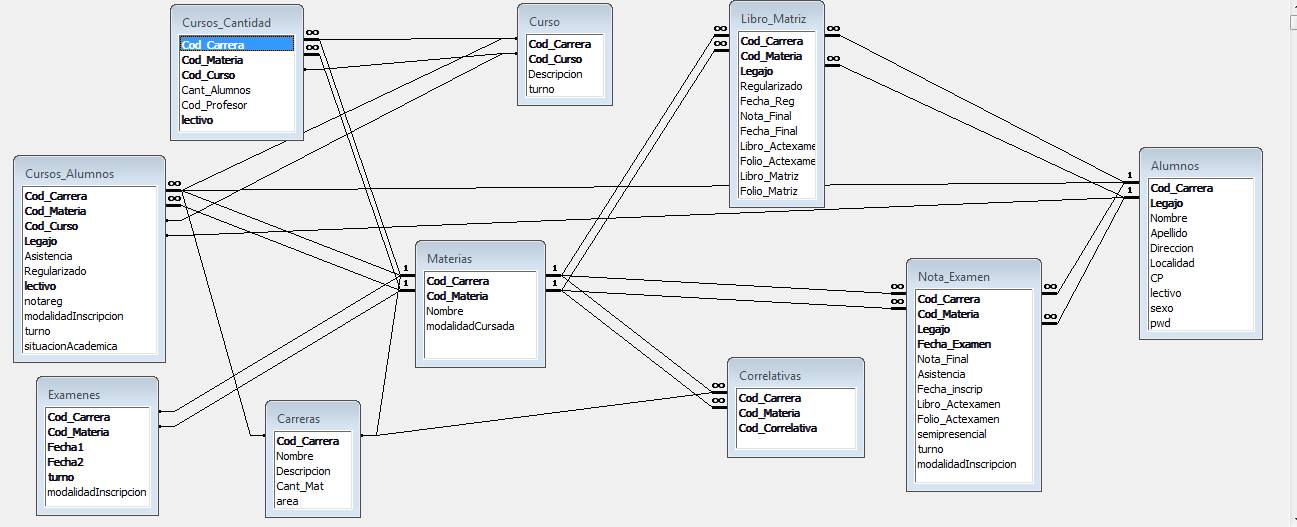 Cursos_Cantidad
Cod_Carrera
Cod_Materia
Cod_Curso
Cant_Alumnos
Cod_Profesor
lectivo
Curso
Cod_Carrera
Cod_Curso
Descripcion
turno
Libro_Matriz
Cod_Carrera
Cod_Materia
Legajo
Regularizado
Fecha_Reg
Nota_Final
Fecha_Final
Libro_Actexame
Folio_Actexame
Libro_Matriz
Folio_Matriz
Alumnos
Cod_Carrera
Legajo
Nombre
Apellido
Direccion
Localidad
CP
lectivo
sexo
pwd
Cursos_Alumnos
Cod_Carrera
Cod_Materia
Cod_Curso
Legajo
Asistencia
Regularizado
lectivo
notareg
modalidadInscripcion
turno
situacionAcademica
Materias
Cod_Carrera
Cod_Materia
Nombre
modalidadCursada
Nota_Examen
Cod_Carrera
Cod_Materia
Legajo
Fecha_Examen
Nota_Final
Asistencia
Fecha_inscrip
Libro_Actexamen
Folio_Actexamen
semipresencial
turno
modalidadInscripcion
Examenes
Cod_Carrera
Cod_Materia
Fecha1
Fecha2
turno
modalidadInscripcion
Carreras
Cod_Carrera
Nombre
Descripcion
Cant_Mat
area
Correlativas
Cod_Carrera
Cod_Materia
Cod_Correlativa
∞
∞
∞
∞
∞
∞
∞
∞
∞
∞
∞
∞
∞
∞
1
1
1
1
1
1